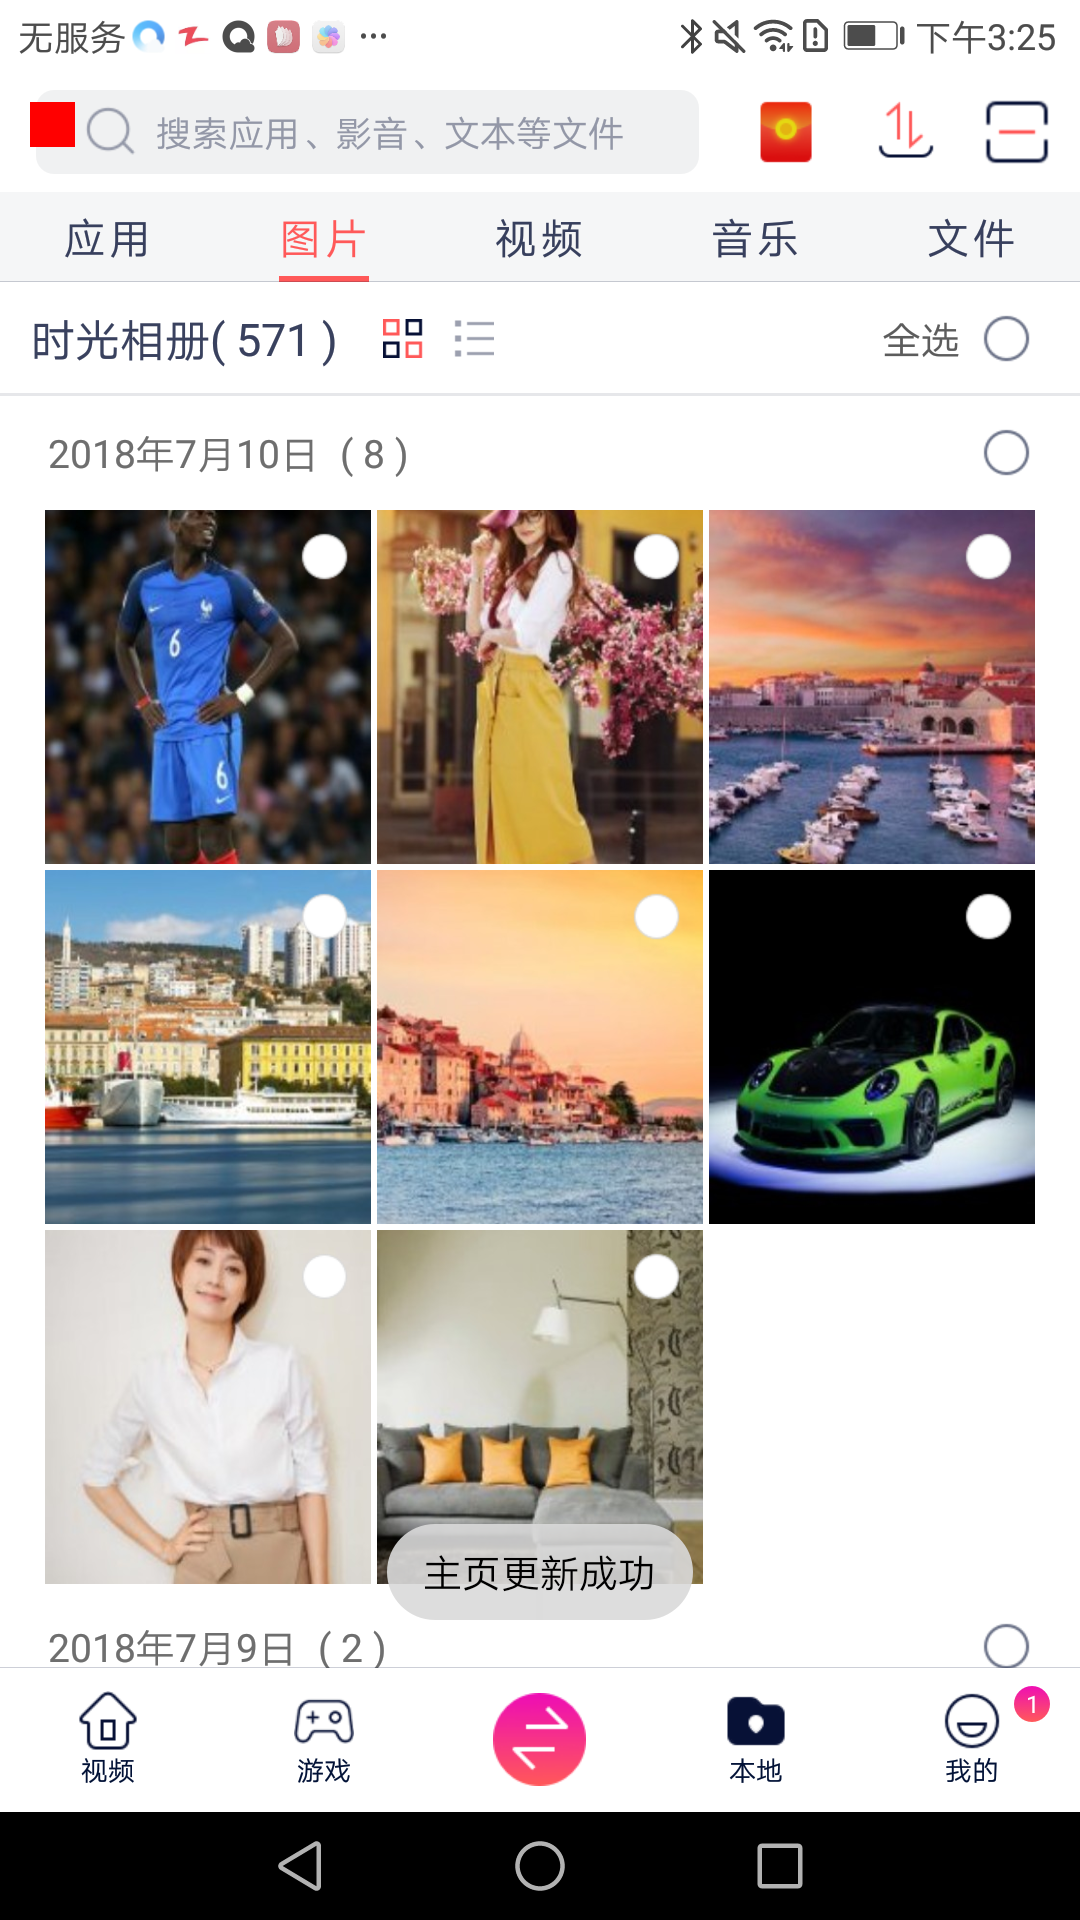 无服务 下午3:25
搜索应用、影音、文本等文件
应用 图片 视频 音乐 文件
时光相册( 571 ) 全选
2018年7月10日 ( 8 )
6
6
主页更新成功
2018年7月9日 ( 2 )
视频 游戏 本地 我的 1